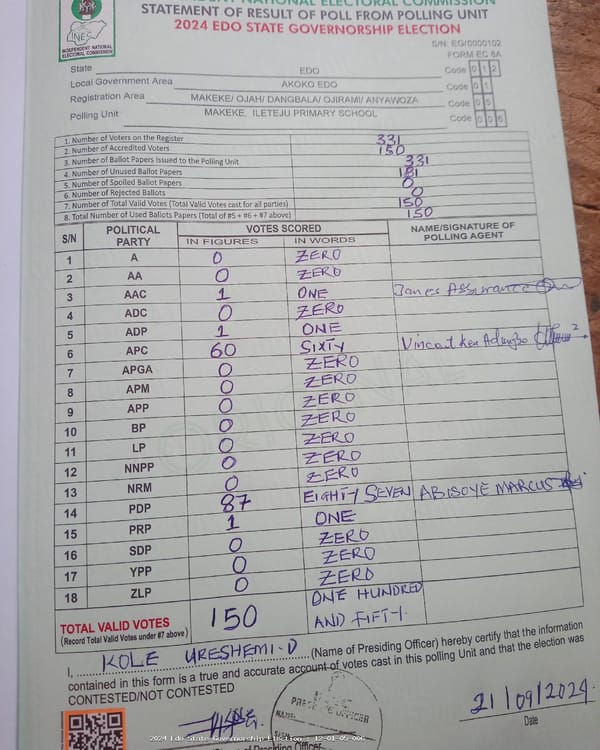 INDEPENDENT NATIONAL ELECTORAL COMMISSION
STATEMENT OF RESULT OF POLL FROM POLLING UNIT
2024 EDO STATE GOVERNORSHIP ELECTION
INEC
INDEPENDENT NATIONAL
ELECTORAL COMMISSION
S/N: EG/0000102
FORM EC 8A
State EDO Code 0 1 2
Local Government Area AKOKO EDO Code 0 1
Registration Area MAKEKE/ OJAH/ DANGBALA/ OJIRAMI/ ANYAWOZA Code 0 5
Polling Unit MAKEKE, ILETEJU PRIMARY SCHOOL Code 0 0 6
1. Number of Voters on the Register 331
2. Number of Accredited Voters 150
3. Number of Ballot Papers Issued to the Polling Unit 331
4. Number of Unused Ballot Papers 181
5. Number of Spoiled Ballot Papers 0
6. Number of Rejected Ballots 0
7. Number of Total Valid Votes (Total Valid Votes cast for all parties) 150
8. Total Number of Used Ballots Papers (Total of #5 + #6 + #7 above) 150
S/N POLITICAL PARTY VOTES SCORED NAME/SIGNATURE OF POLLING AGENT
IN FIGURES IN WORDS
1 A 0 ZERO
2 AA 0 ZERO
3 AAC 1 ONE James Assurance
4 ADC 0 ZERO
5 ADP 1 ONE
6 APC 60 SIXTY Vincent Ken
7 APGA 0 ZERO
8 APM 0 ZERO
9 APP 0 ZERO
10 BP 0 ZERO
11 LP 0 ZERO
12 NNPP 0 ZERO
13 NRM 0 ZERO
14 PDP 87 EIGHTY SEVEN ABISOYE MARCUS
15 PRP 1 ONE
16 SDP 0 ZERO
17 YPP 0 ZERO
18 ZLP 0 ZERO
TOTAL VALID VOTES 150 ONE HUNDRED
(Record Total Valid Votes under #7 above) AND FIFTY
I, KOLE URESHEMI.O (Name of Presiding Officer) hereby certify that the information
contained in this form is a true and accurate account of votes cast in this polling Unit and that the election was
CONTESTED/NOT CONTESTED
PRESIDING OFFICER
NAME:
SIGN
21/09/2024
Date
2024 Edo State Governorship Election : 12-01-05-006
of Presiding Officer